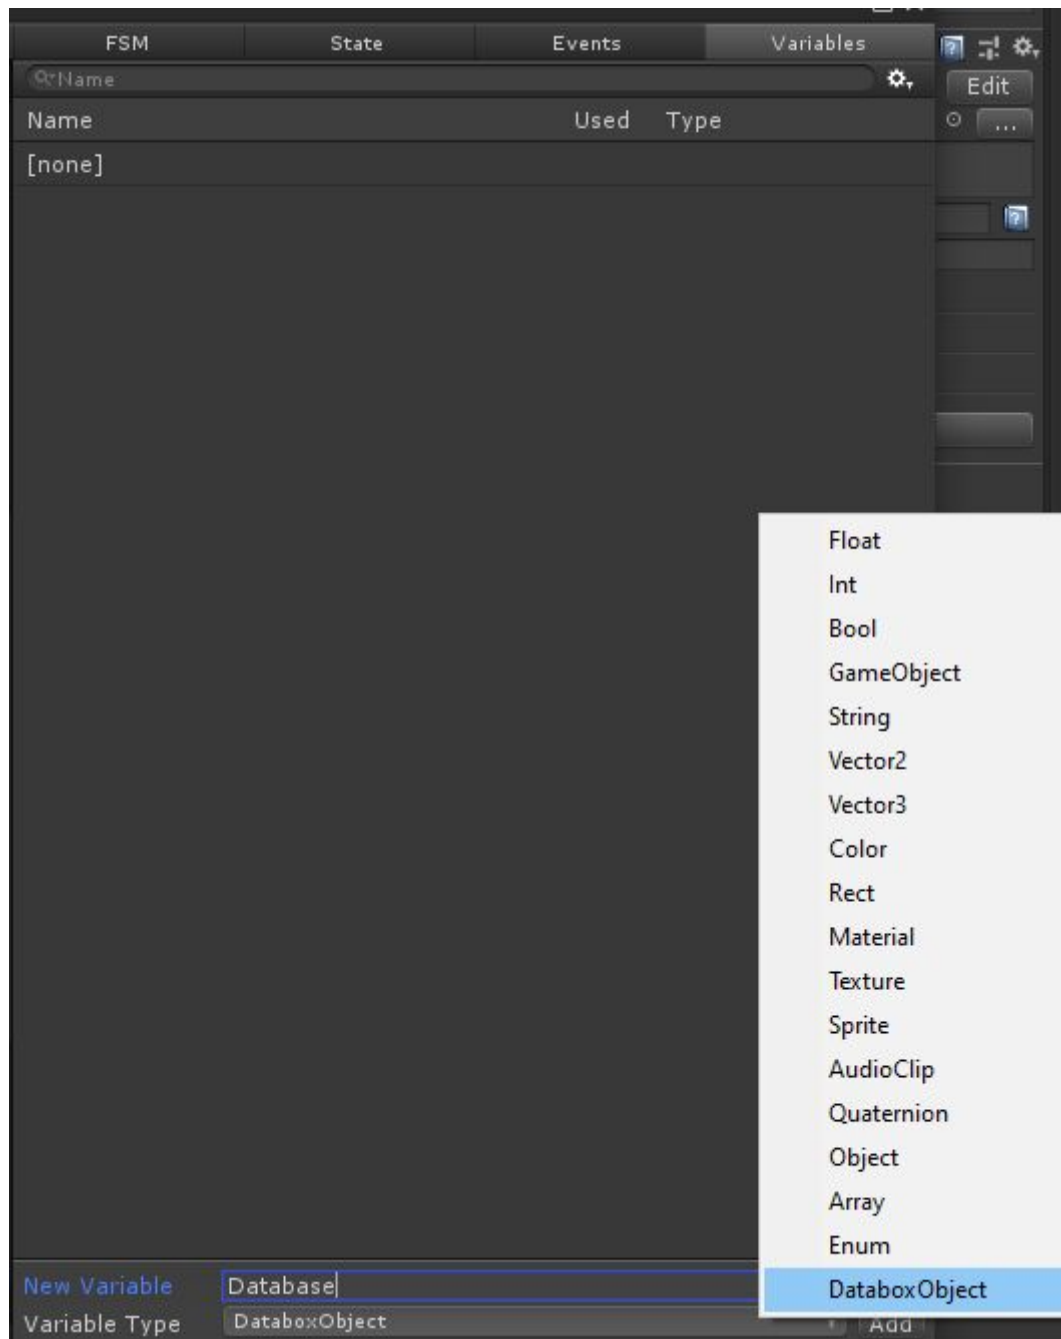 FSM State Events Variables
Name
Edit
Name Used Type
...
[none]
Float
Int
Bool
GameObject
String
Vector2
Vector3
Color
Rect
Material
Texture
Sprite
AudioClip
Quaternion
Object
Array
Enum
DataboxObject
New Variable Database
Variable Type DataboxObject Add